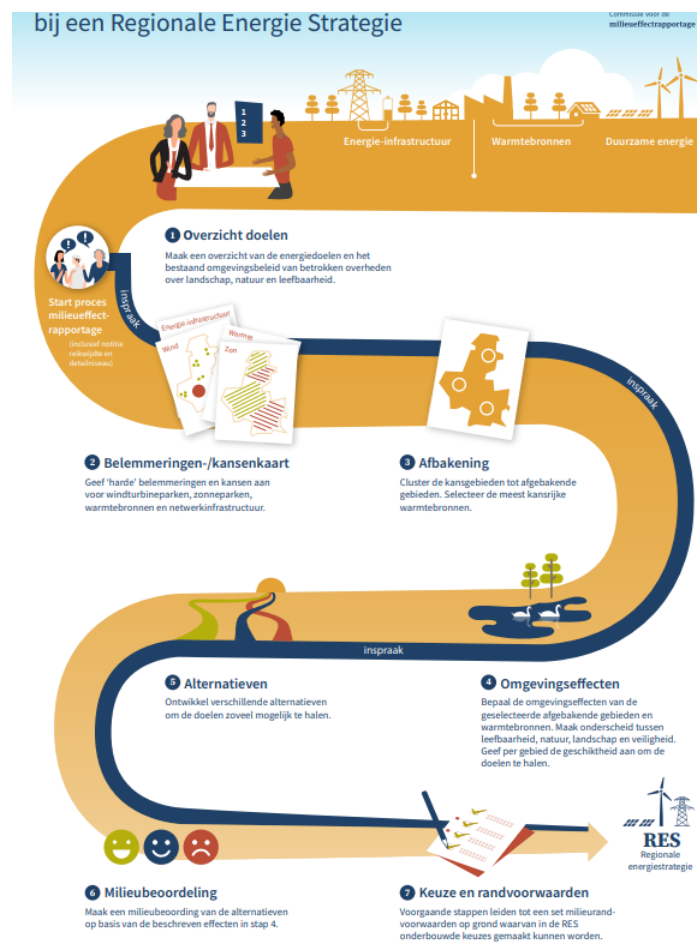 bij een Regionale Energie Strategie
Commissie voor de
milieueffectrapportage
1
2
3
Energie-infrastructuur
Warmtebronnen
Duurzame energie
1 Overzicht doelen
Maak een overzicht van de energiedoelen en het
bestaand omgevingsbeleid van betrokken overheden
over landschap, natuur en leefbaarheid.
Start proces
milieueffect-
rapportage
(inclusief notitie
reikwijdte en
detailniveau)
inspraak
Energie-infrastructuur
Wind
Warmte
Zon
inspraak
2 Belemmeringen-/kansenkaart
Geef ‘harde’ belemmeringen en kansen aan
voor windturbineparken, zonneparken,
warmtebronnen en netwerkinfrastructuur.
3 Afbakening
Cluster de kansgebieden tot afgebakende
gebieden. Selecteer de meest kansrijke
warmtebronnen.
inspraak
5 Alternatieven
Ontwikkel verschillende alternatieven
om de doelen zoveel mogelijk te halen.
4 Omgevingseffecten
Bepaal de omgevingseffecten van de
geselecteerde afgebakende gebieden en
warmtebronnen. Maak onderscheid tussen
leefbaarheid, natuur, landschap en veiligheid.
Geef per gebied de geschiktheid aan om de
doelen te halen.
RES
Regionale
energiestrategie
6 Milieubeoordeling
Maak een milieubeoordeling van de alternatieven
op basis van de beschreven effecten in stap 4.
7 Keuze en randvoorwaarden
Voorgaande stappen leiden tot een set milieurand-
voorwaarden op grond waarvan in de RES
onderbouwde keuzes gemaakt kunnen worden.